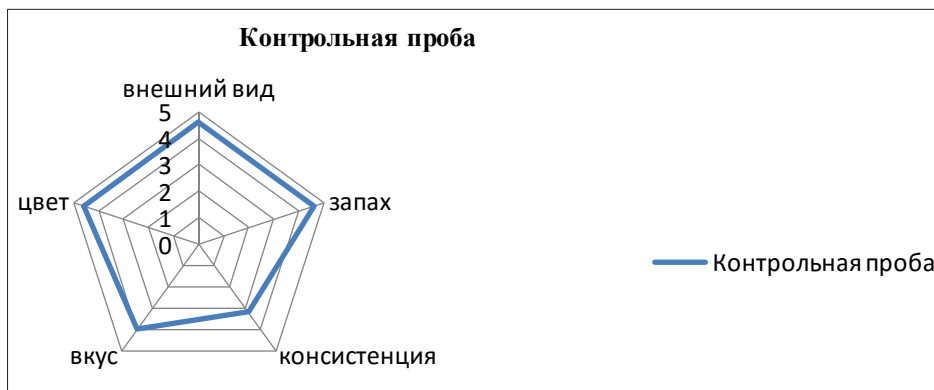 Контрольная проба
внешний вид
5
4
3
2
1
0
цвет
запах
вкус
консистенция
Контрольная проба